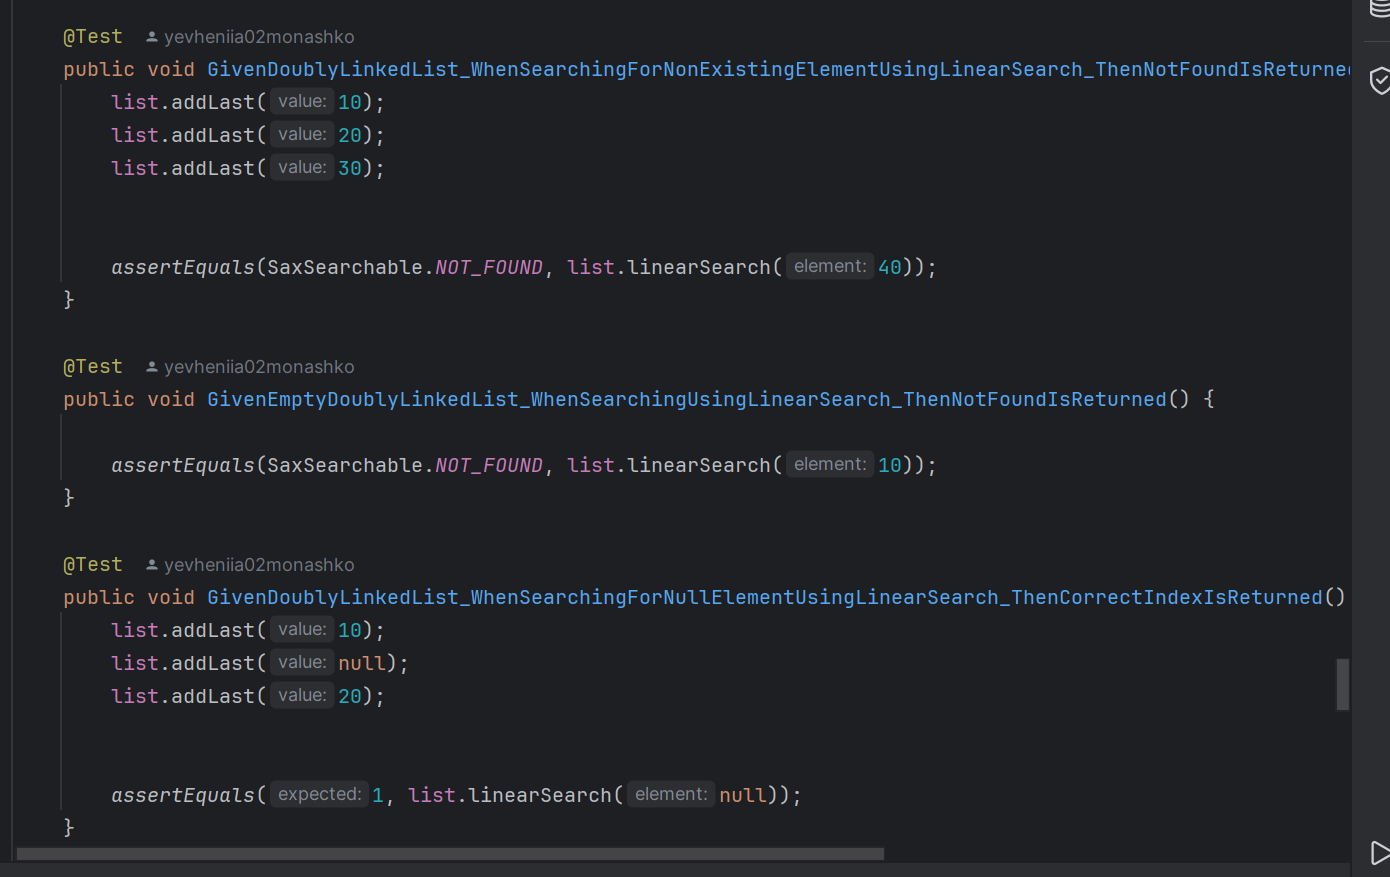 @Test yevheniia02monashko
public void GivenDoublyLinkedList_WhenSearchingForNonExistingElementUsingLinearSearch_ThenNotFoundIsReturned
list.addLast( value: 10);
list.addLast( value: 20);
list.addLast( value: 30);
assertEquals(SaxSearchable.NOT_FOUND, list.linearSearch( element: 40));
}
@Test yevheniia02monashko
public void GivenEmptyDoublyLinkedList_WhenSearchingUsingLinearSearch_ThenNotFoundIsReturned() {
assertEquals(SaxSearchable.NOT_FOUND, list.linearSearch( element: 10));
}
@Test yevheniia02monashko
public void GivenDoublyLinkedList_WhenSearchingForNullElementUsingLinearSearch_ThenCorrectIndexIsReturned()
list.addLast( value: 10);
list.addLast( value: null);
list.addLast( value: 20);
assertEquals( expected: 1, list.linearSearch( element: null));
}